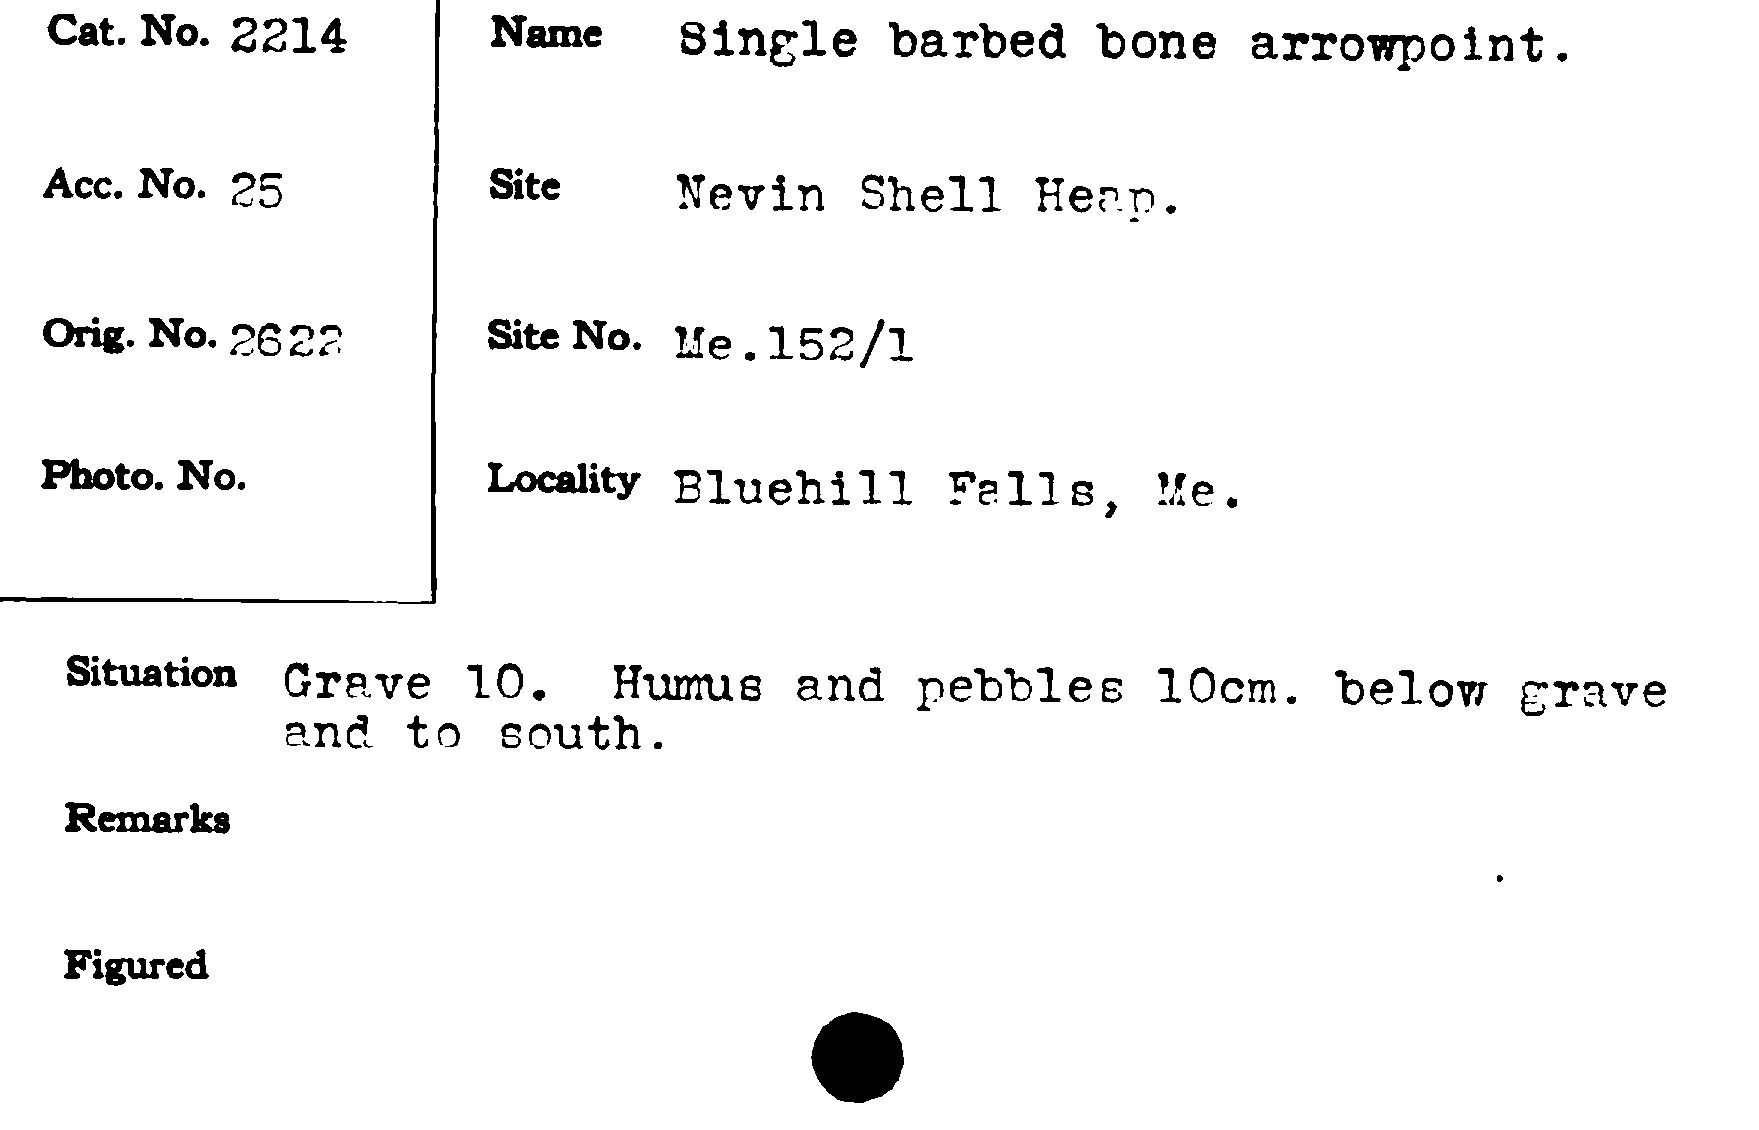 Cat. No. 2214
Name Single barbed bone arrowpoint.
Acc. No. 25
Site Nevin Shell Heap.
Orig. No. 2622
Site No. Me.152/1
Photo. No.
Locality Bluehill Falls, Me.
Situation Grave 10. Humus and pebbles 10cm. below grave
and to south.
Remarks
Figured